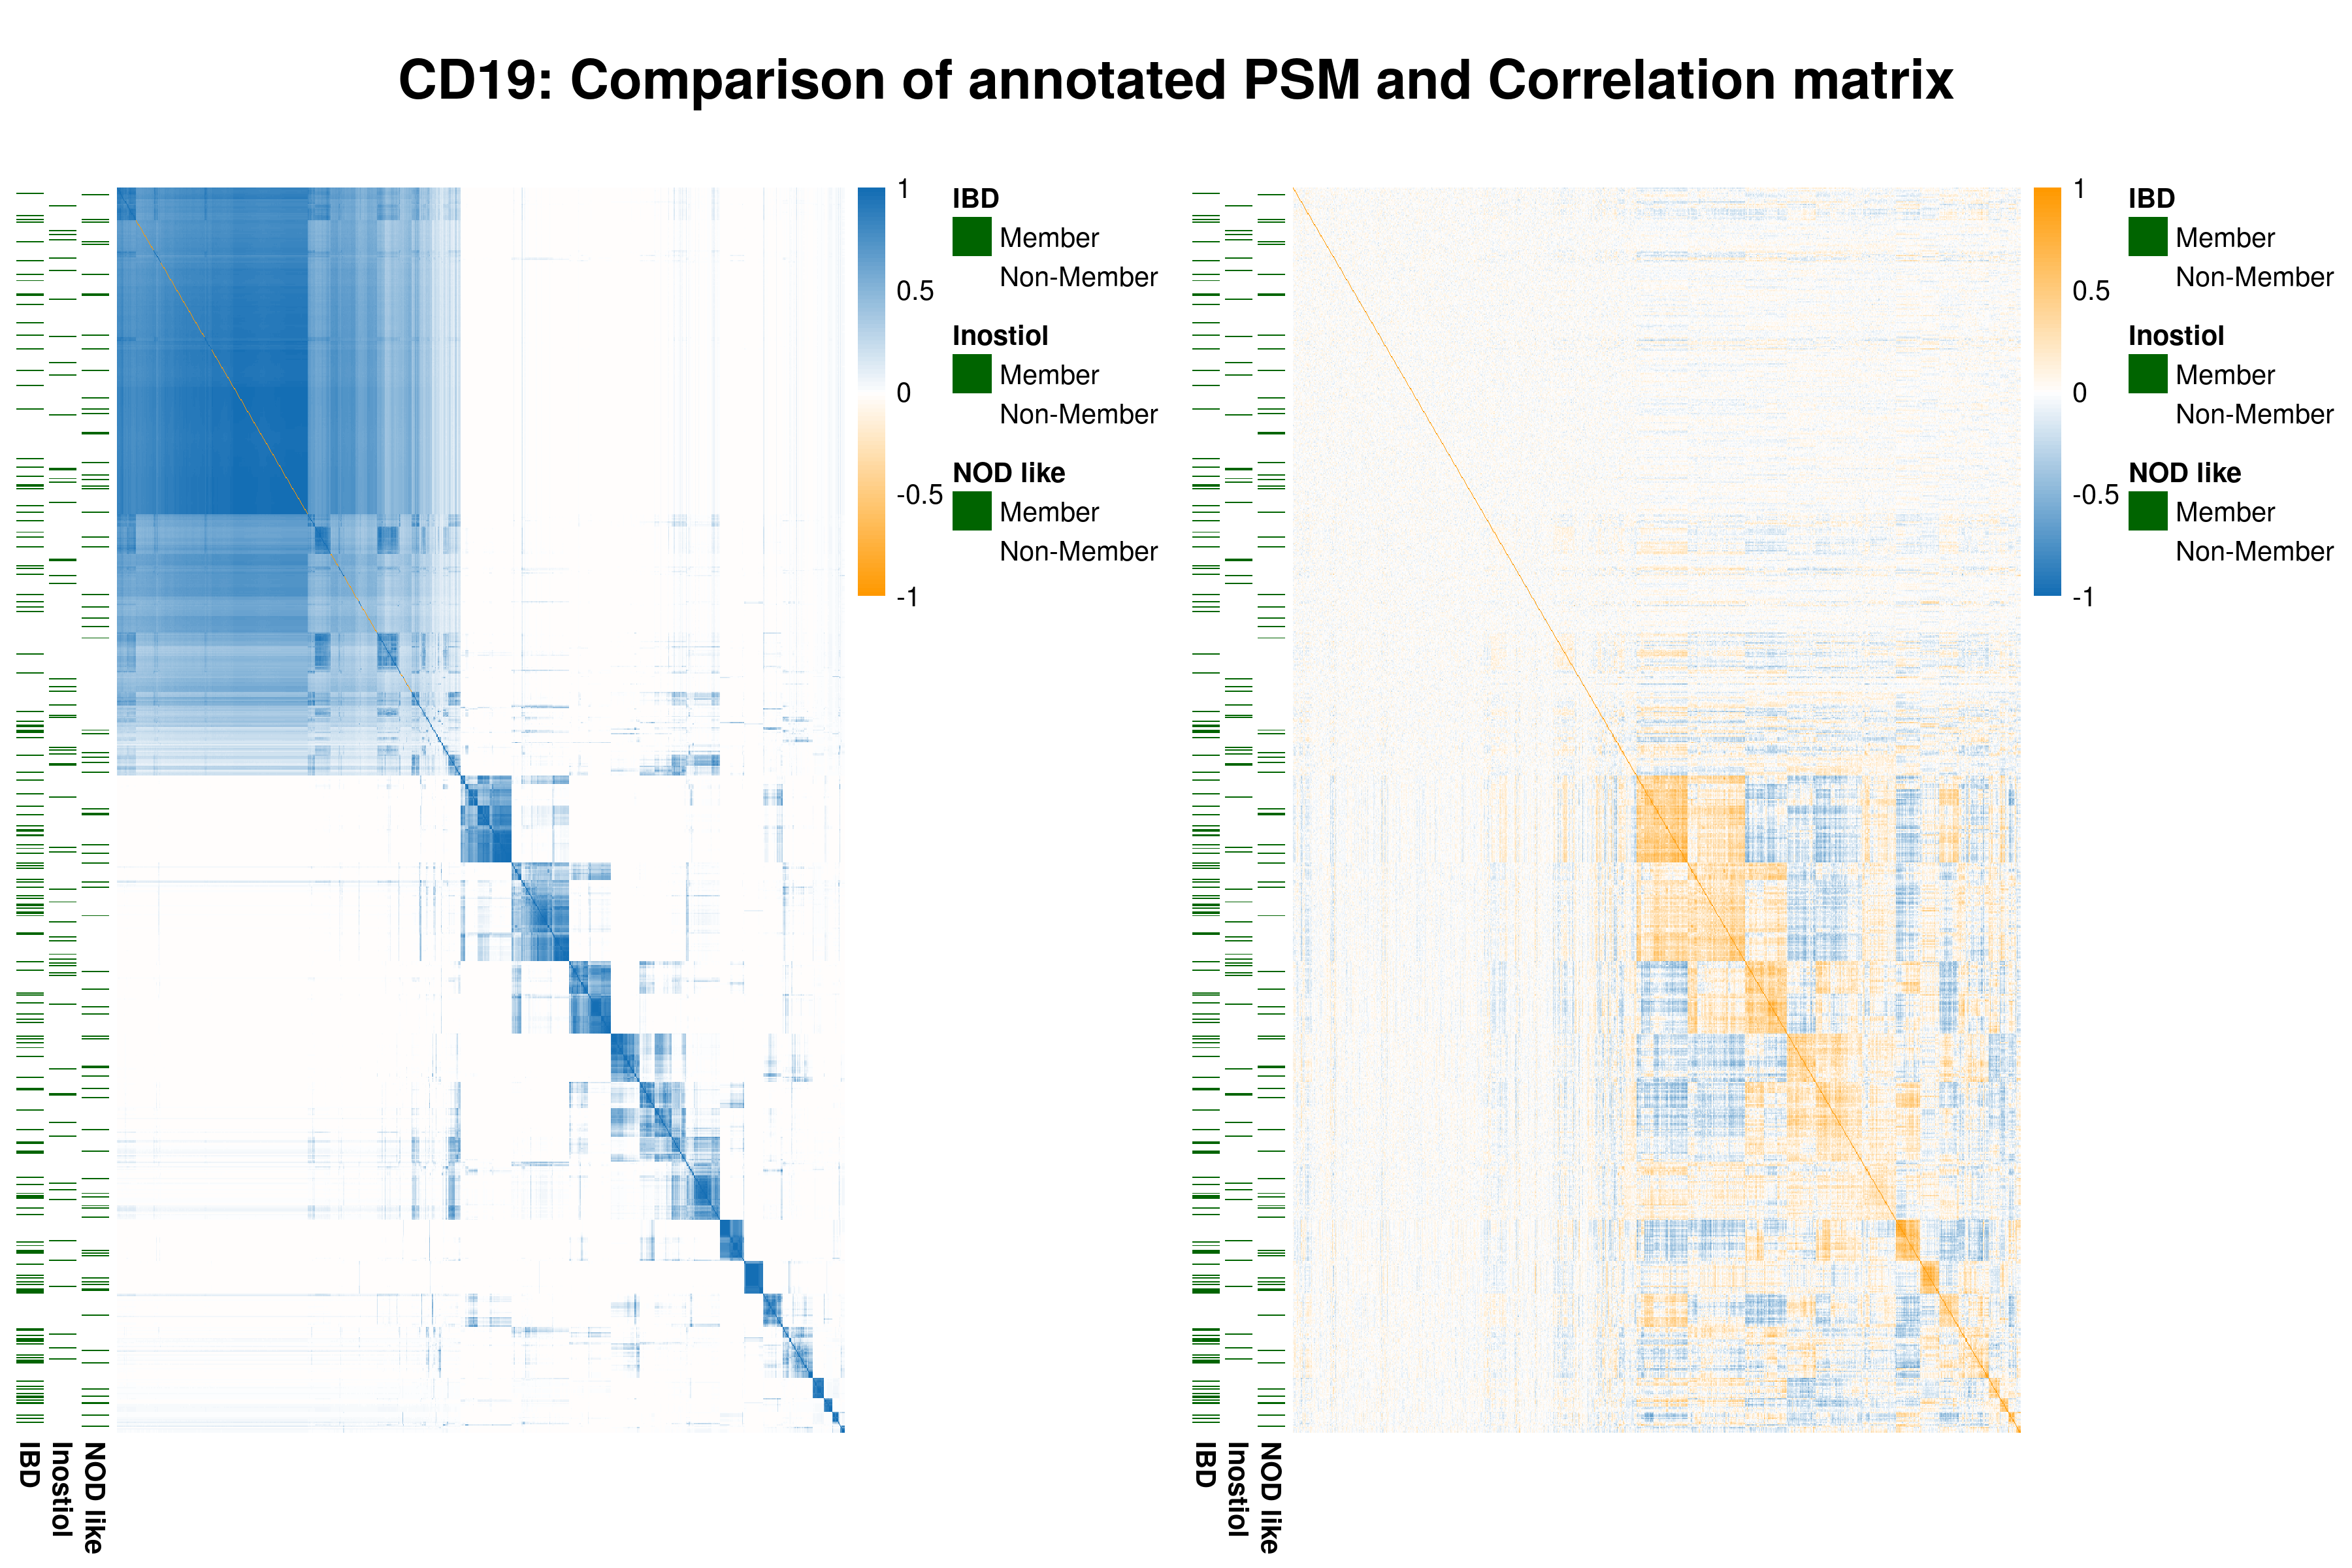 CD19: Comparison of annotated PSM and Correlation matrix
1
0.5
0
-0.5
-1
IBD
Member
Non-Member
Inostiol
Member
Non-Member
NOD like
Member
Non-Member
IBD
Inostiol
NOD like
1
0.5
0
-0.5
-1
IBD
Member
Non-Member
Inostiol
Member
Non-Member
NOD like
Member
Non-Member
IBD
Inostiol
NOD like